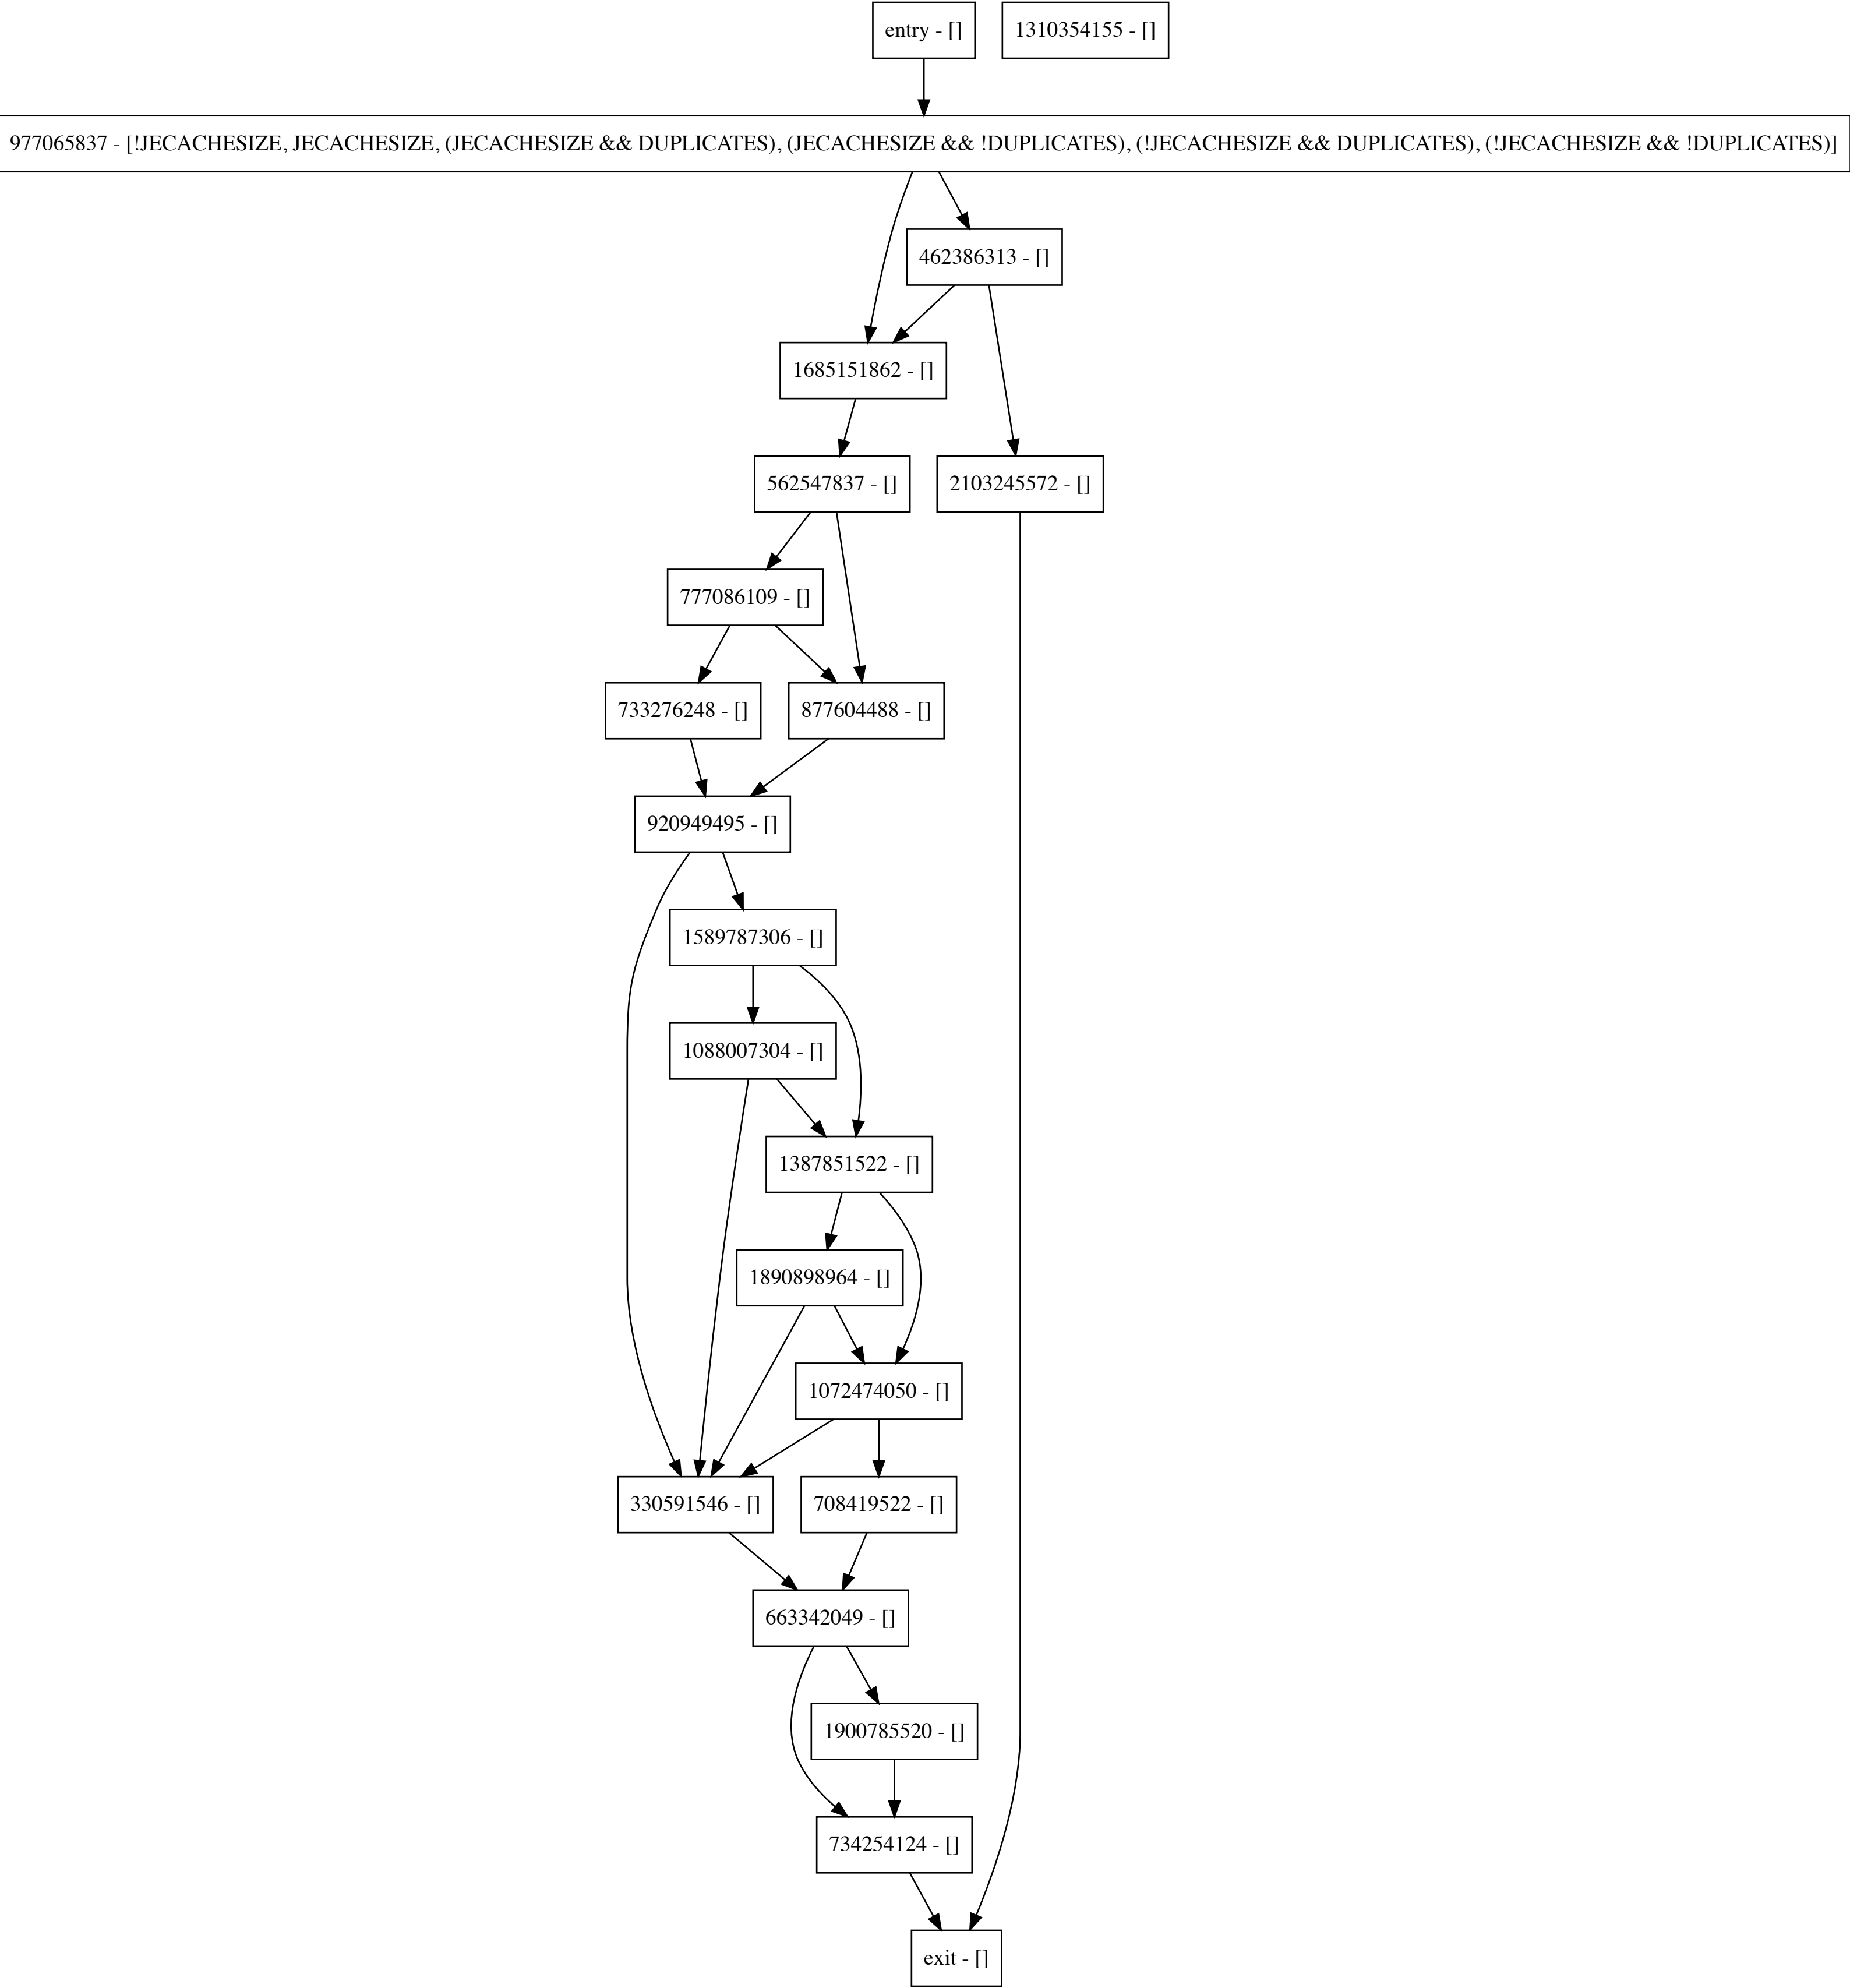 entry - []
1310354155 - []
977065837 - [!JECACHESIZE, JECACHESIZE, (JECACHESIZE && DUPLICATES), (JECACHESIZE && !DUPLICATES), (!JECACHESIZE && DUPLICATES), (!JECACHESIZE && !DUPLICATES)]
462386313 - []
1685151862 - []
562547837 - []
2103245572 - []
777086109 - []
733276248 - []
877604488 - []
920949495 - []
1589787306 - []
1088007304 - []
1387851522 - []
1890898964 - []
1072474050 - []
330591546 - []
708419522 - []
663342049 - []
1900785520 - []
734254124 - []
exit - []